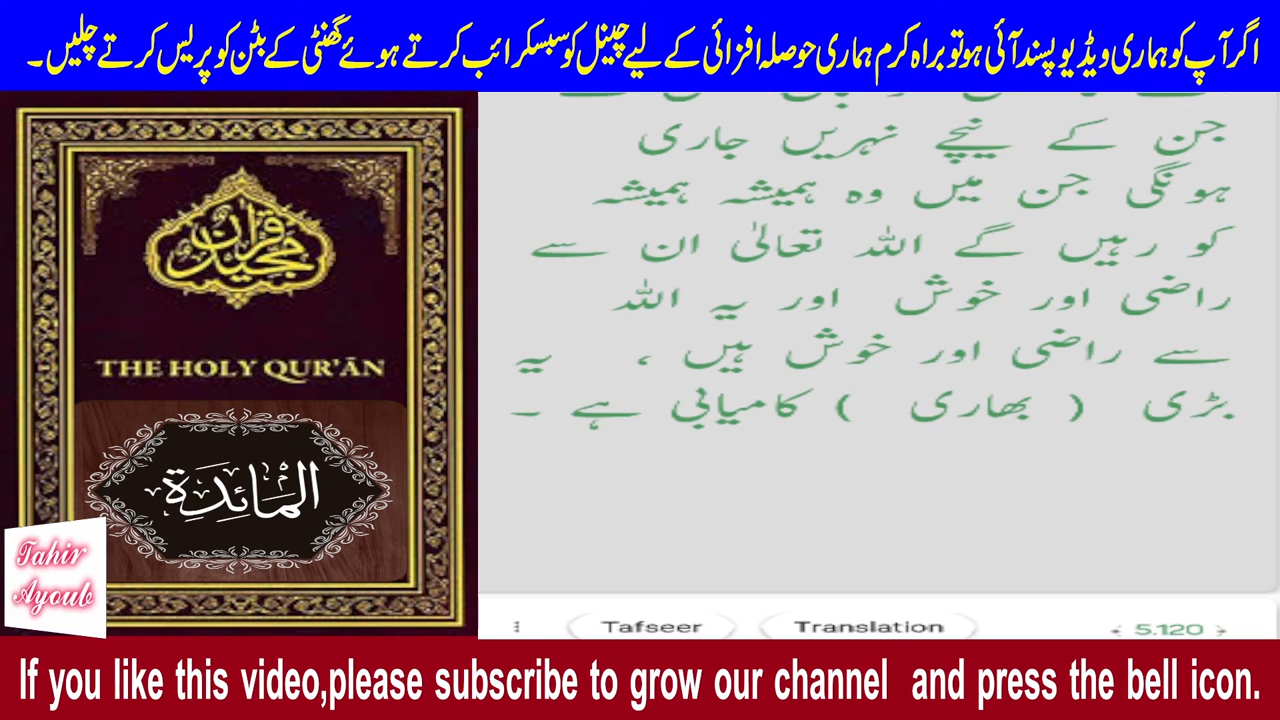 اگر آپ کو ہماری ویڈیو پسند آئی ہو تو براہ کرم ہماری حوصلہ افزائی کے لیے چینل کو سبسکرائب کرتے ہوئے گھنٹی کے بٹن کو پریس کرتے چلیں۔
قرآن مجید
THE HOLY QUR'ĀN
المائدة
Tahir
Ayoub
جن کے نیچے نہریں جاری
ہونگی جن میں وہ ہمیشہ ہمیشہ
کو رہیں گے اللہ تعالیٰ ان سے
راضی اور خوش اور یہ اللہ
سے راضی اور خوش ہیں ، یہ
بڑی ( بھاری ) کامیابی ہے ۔
Tafseer Translation 5.120
If you like this video,please subscribe to grow our channel and press the bell icon.